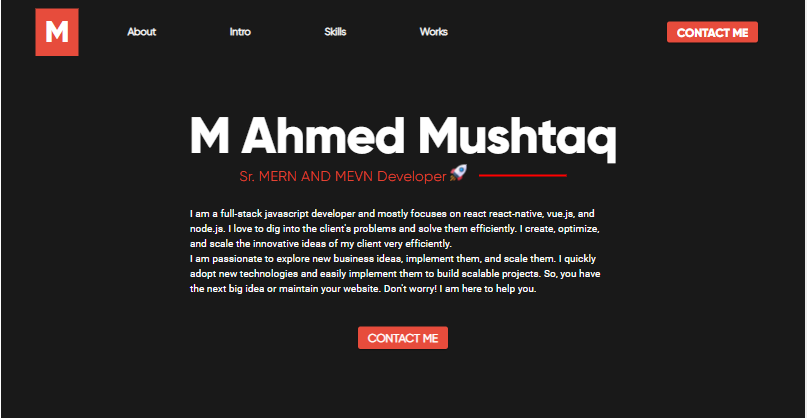 M
About
Intro
Skills
Works
CONTACT ME
M Ahmed Mushtaq
Sr. MERN AND MEVN Developer🚀
I am a full-stack javascript developer and mostly focuses on react react-native, vue.js, and
node.js. I love to dig into the client's problems and solve them efficiently. I create, optimize,
and scale the innovative ideas of my client very efficiently.
I am passionate to explore new business ideas, implement them, and scale them. I quickly
adopt new technologies and easily implement them to build scalable projects. So, you have
the next big idea or maintain your website. Don't worry! I am here to help you.
CONTACT ME